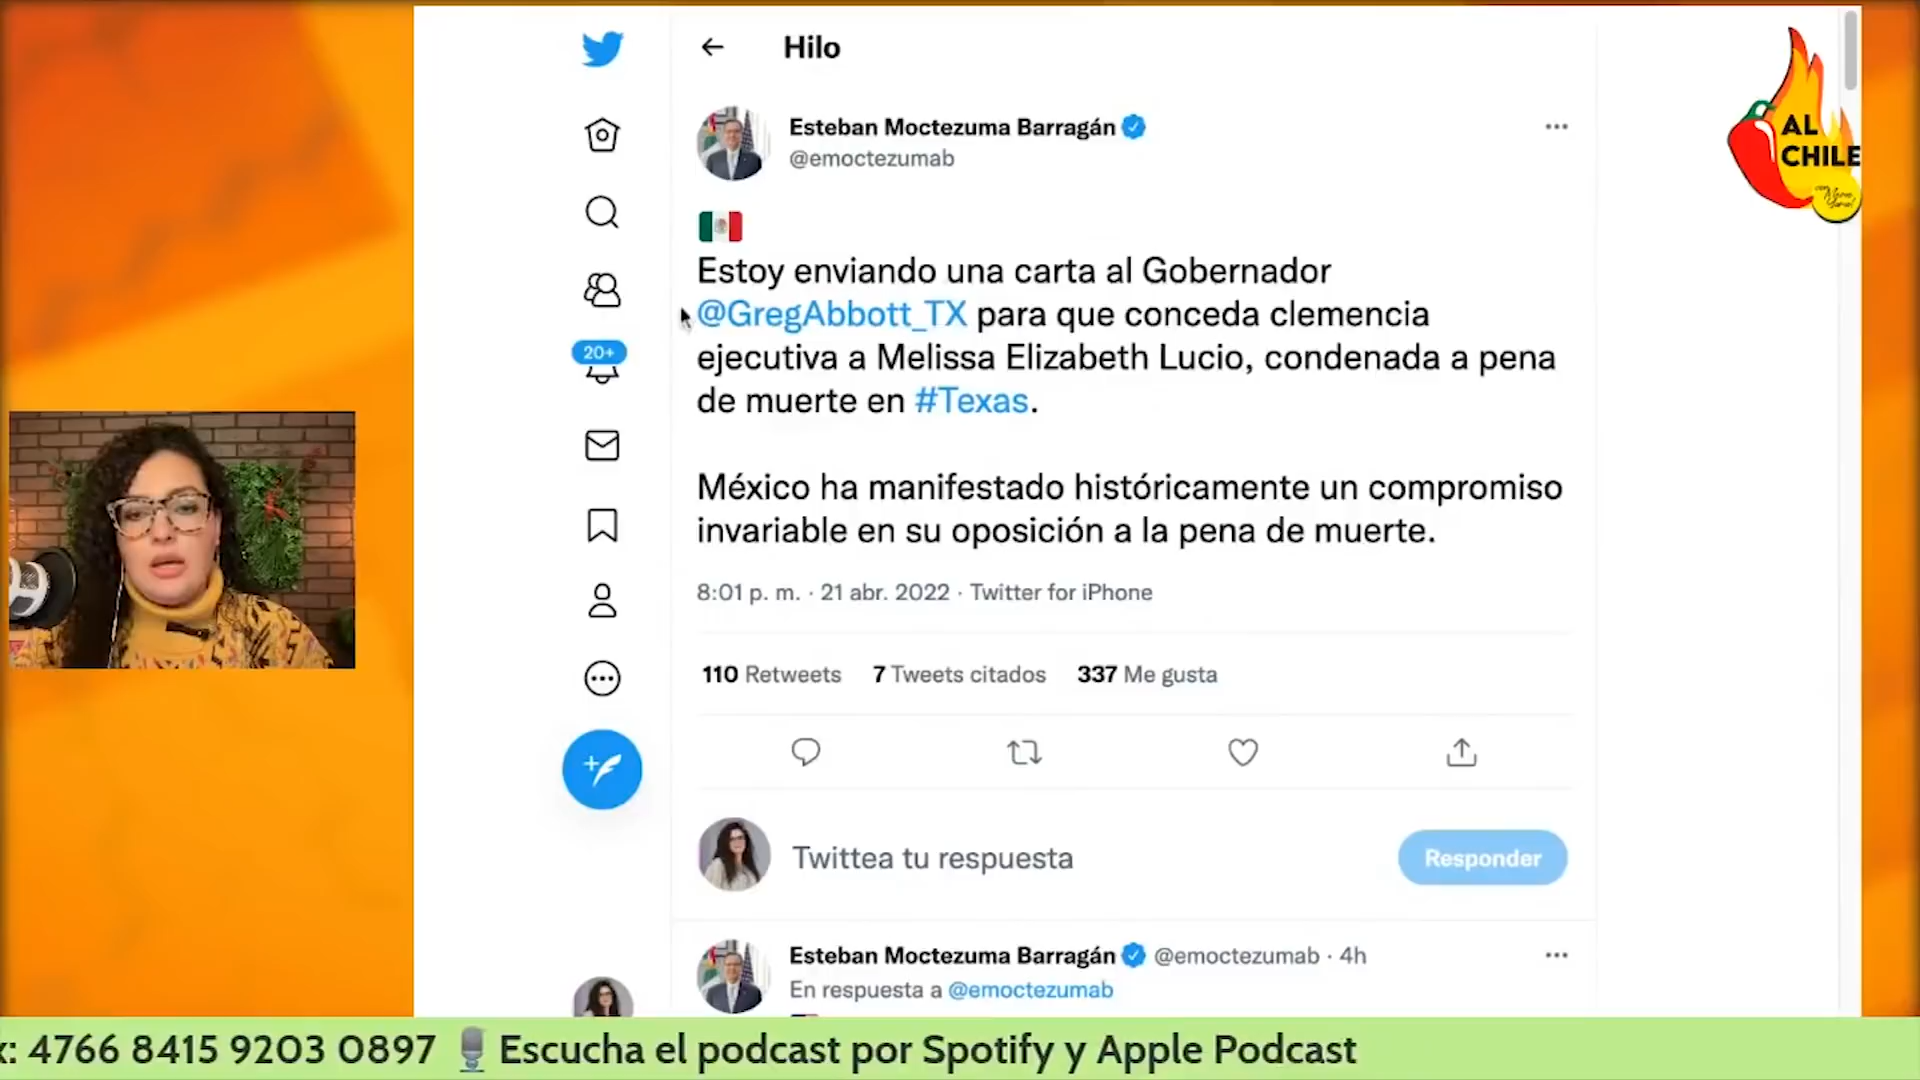 Hilo
Esteban Moctezuma Barragán
@emoctezumab
Estoy enviando una carta al Gobernador
@GregAbbott_TX para que conceda clemencia
ejecutiva a Melissa Elizabeth Lucio, condenada a pena
de muerte en #Texas.
México ha manifestado históricamente un compromiso
invariable en su oposición a la pena de muerte.
8:01 p. m. · 21 abr. 2022 · Twitter for iPhone
110 Retweets 7 Tweets citados 337 Me gusta
Twittea tu respuesta
Responder
Esteban Moctezuma Barragán @emoctezumab · 4h
En respuesta a @emoctezumab
20+
AL
CHILE
: 4766 8415 9203 0897 Escucha el podcast por Spotify y Apple Podcast